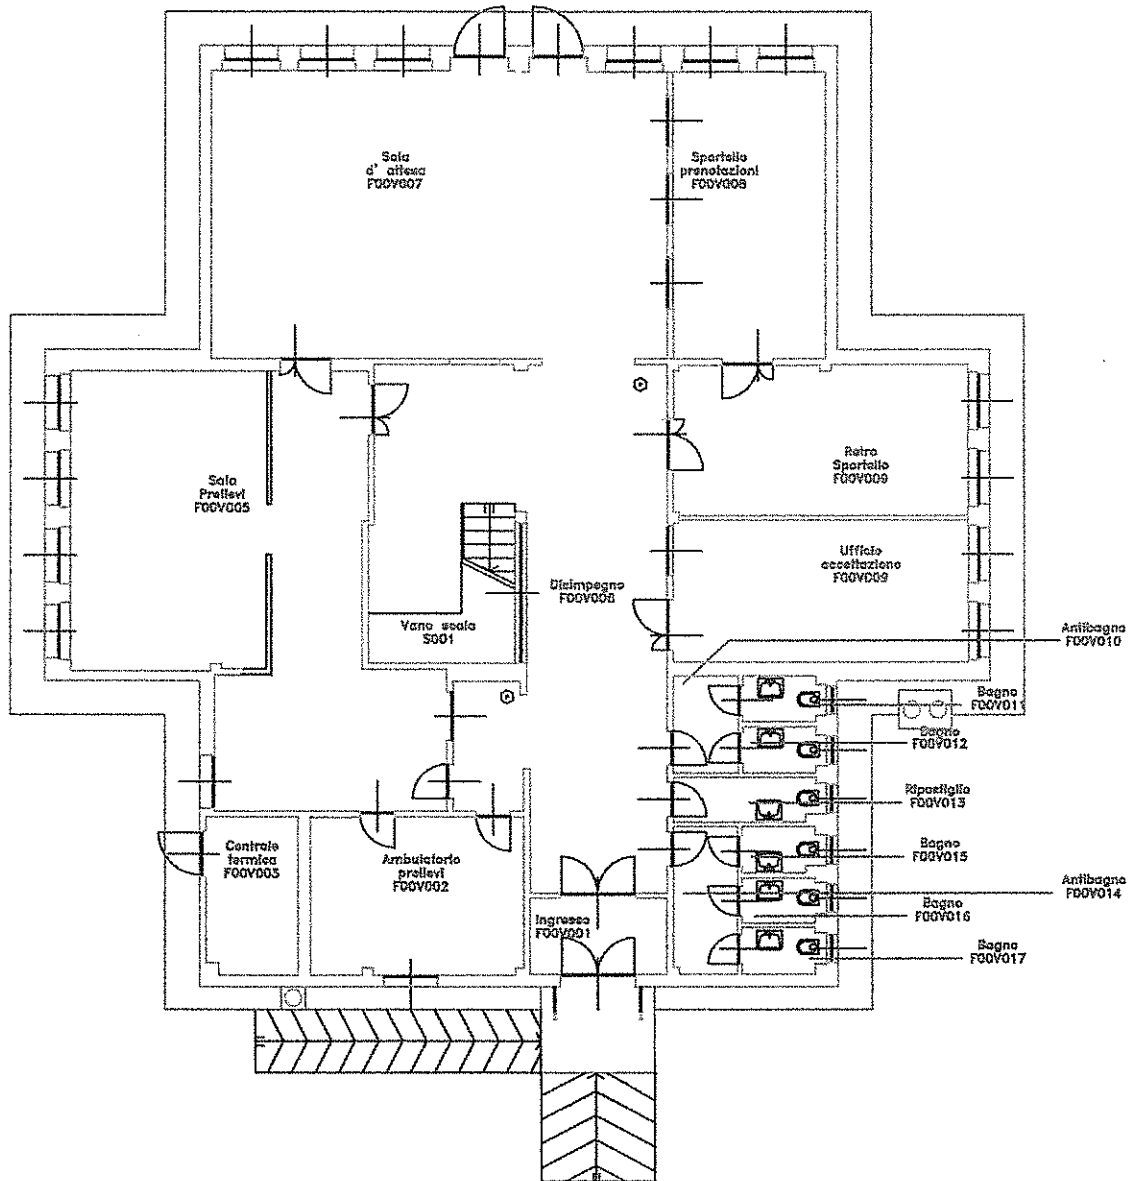 Sala
d' attesa
F00V007
Sportello
prenotazioni
F00V008
Sala
Prelievi
F00V005
Retro
Sportello
F00V009
Ufficio
accettazione
F00V009
Disimpegno
F00V006
Vano scala
S001
Antibagno
F00V010
Bagno
F00V011
Bagno
F00V012
Ripostiglio
F00V013
Bagno
F00V015
Antibagno
F00V014
Bagno
F00V016
Bagno
F00V017
Centrale
termica
F00V003
Ambulatorio
prelievi
F00V002
Ingresso
F00V001